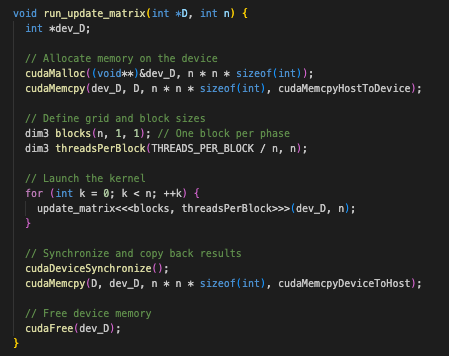 void run_update_matrix(int *D, int n) {
  int *dev_D;

  // Allocate memory on the device
  cudaMalloc((void**)&dev_D, n * n * sizeof(int));
  cudaMemcpy(dev_D, D, n * n * sizeof(int), cudaMemcpyHostToDevice);

  // Define grid and block sizes
  dim3 blocks(n, 1, 1); // One block per phase
  dim3 threadsPerBlock(THREADS_PER_BLOCK / n, n);

  // Launch the kernel
  for (int k = 0; k < n; ++k) {
    update_matrix<<<blocks, threadsPerBlock>>>(dev_D, n);
  }

  // Synchronize and copy back results
  cudaDeviceSynchronize();
  cudaMemcpy(D, dev_D, n * n * sizeof(int), cudaMemcpyDeviceToHost);

  // Free device memory
  cudaFree(dev_D);
}